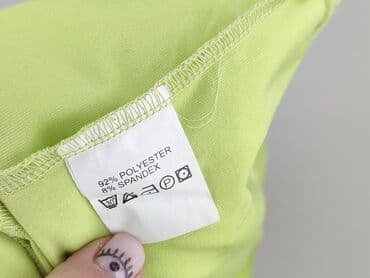 92% POLYESTER
8% SPANDEX